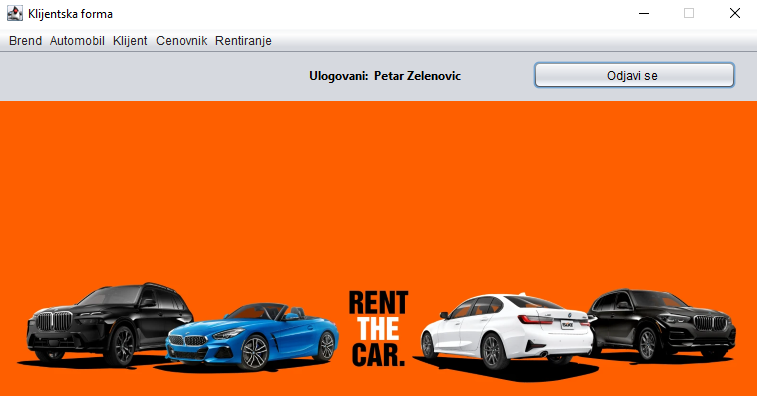 Klijentska forma
Brend Automobil Klijent Cenovnik Rentiranje
Ulogovani: Petar Zelenovic
Odjavi se
RENT
THE
CAR.